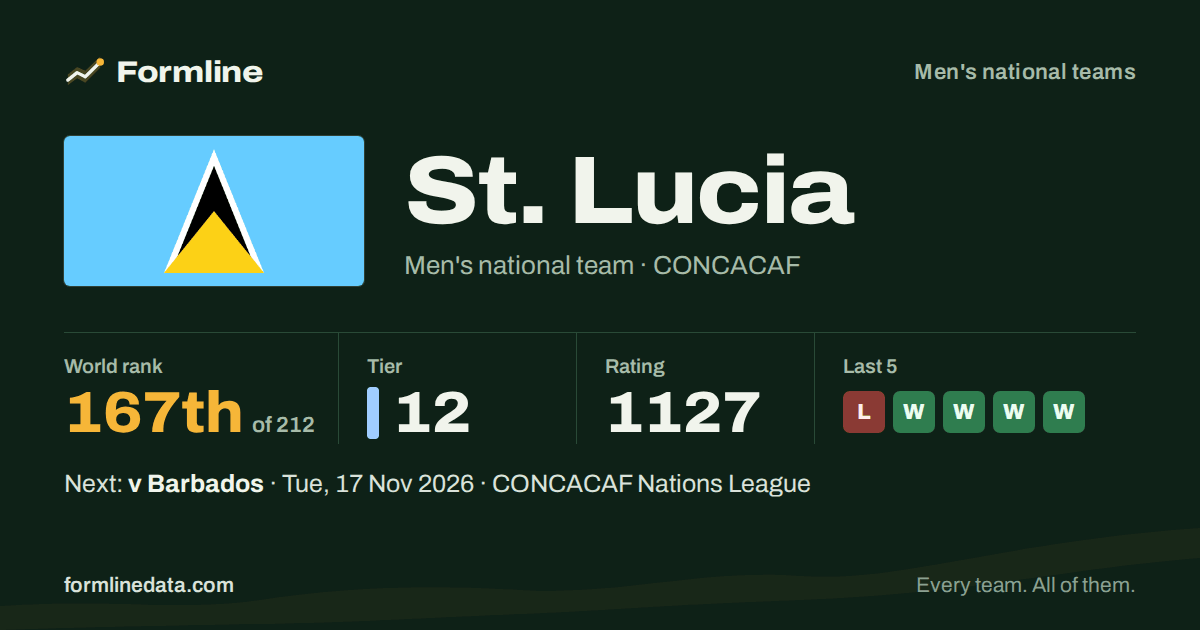 Formline
Men's national teams
St. Lucia
Men's national team · CONCACAF
World rank
167th of 212
Tier
12
Rating
1127
Last 5
L W W W W
Next: v Barbados · Tue, 17 Nov 2026 · CONCACAF Nations League
formlinedata.com
Every team. All of them.